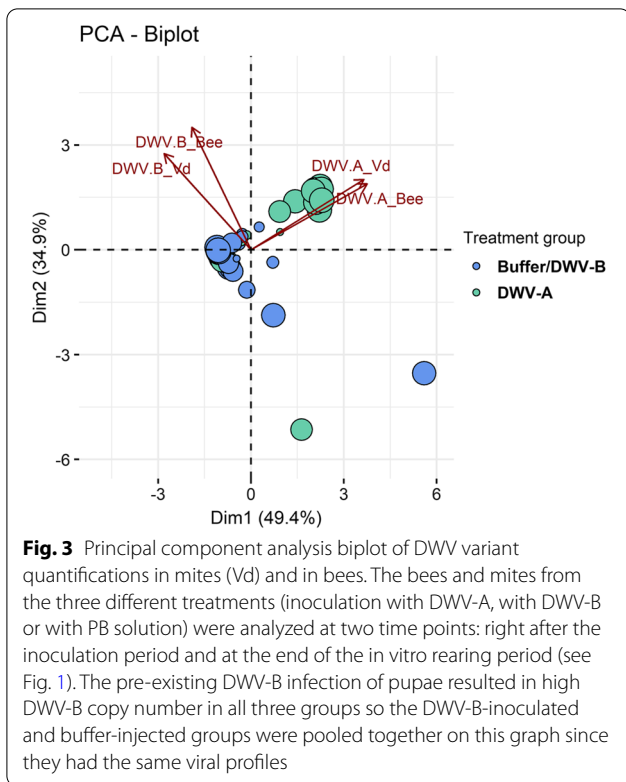 PCA - Biplot
DWV.B_Bee
DWV.B_Vd
DWV.A_Vd
DWV.A_Bee
3
0
-3
-6
Dim2 (34.9%)
-3
0
3
6
Dim1 (49.4%)
Treatment group
Buffer/DWV-B
DWV-A
Fig. 3 Principal component analysis biplot of DWV variant
quantifications in mites (Vd) and in bees. The bees and mites from
the three different treatments (inoculation with DWV-A, with DWV-B
or with PB solution) were analyzed at two time points: right after the
inoculation period and at the end of the in vitro rearing period (see
Fig. 1). The pre-existing DWV-B infection of pupae resulted in high
DWV-B copy number in all three groups so the DWV-B-inoculated
and buffer-injected groups were pooled together on this graph since
they had the same viral profiles